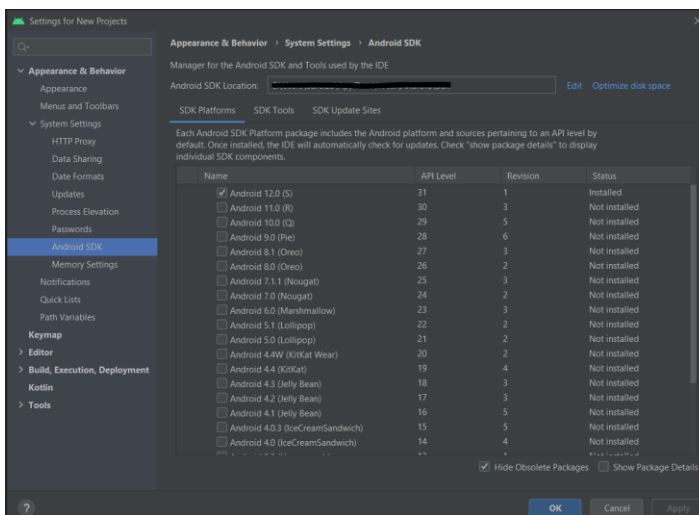 Settings for New Projects
Appearance & Behavior › System Settings › Android SDK
Manager for the Android SDK and Tools used by the IDE
Android SDK Location:
Edit
Optimize disk space
Appearance & Behavior
Appearance
Menus and Toolbars
System Settings
HTTP Proxy
Data Sharing
Date Formats
Updates
Process Elevation
Passwords
Android SDK
Memory Settings
Notifications
Quick Lists
Path Variables
Keymap
Editor
Build, Execution, Deployment
Kotlin
Tools
SDK Platforms SDK Tools SDK Update Sites
Each Android SDK Platform package includes the Android platform and sources pertaining to an API level by
default. Once installed, the IDE will automatically check for updates. Check "show package details" to display
individual SDK components.
Name API Level Revision Status
Android 12.0 (S) 31 1 Installed
Android 11.0 (R) 30 3 Not installed
Android 10.0 (Q) 29 5 Not installed
Android 9.0 (Pie) 28 6 Not installed
Android 8.1 (Oreo) 27 3 Not installed
Android 8.0 (Oreo) 26 2 Not installed
Android 7.1.1 (Nougat) 25 3 Not installed
Android 7.0 (Nougat) 24 2 Not installed
Android 6.0 (Marshmallow) 23 3 Not installed
Android 5.1 (Lollipop) 22 2 Not installed
Android 5.0 (Lollipop) 21 2 Not installed
Android 4.4W (KitKat Wear) 20 2 Not installed
Android 4.4 (KitKat) 19 4 Not installed
Android 4.3 (Jelly Bean) 18 3 Not installed
Android 4.2 (Jelly Bean) 17 3 Not installed
Android 4.1 (Jelly Bean) 16 5 Not installed
Android 4.0.3 (IceCreamSandwich) 15 5 Not installed
Android 4.0 (IceCreamSandwich) 14 4 Not installed
Hide Obsolete Packages Show Package Details
? OK Cancel Apply